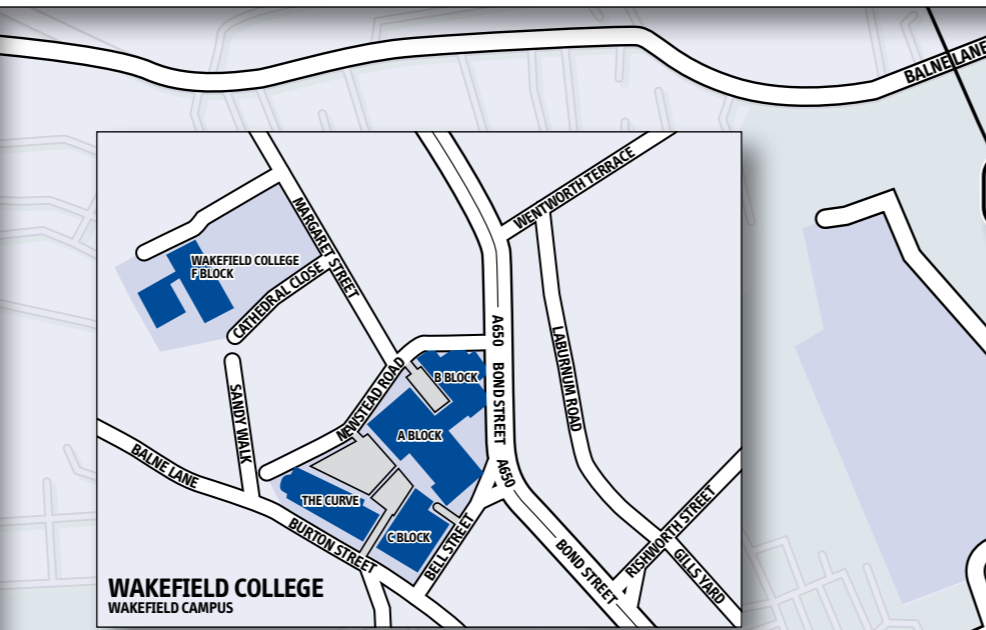 BALNE LANE
WENTWORTH TERRACE
MARGARET STREET
WAKEFIELD COLLEGE
F BLOCK
CATHEDRAL CLOSE
A650
BOND STREET
LABURNUM ROAD
B BLOCK
NEWSTEAD ROAD
SANDY WALK
A BLOCK
BALNE LANE
A650
THE CURVE
RISHWORTH STREET
BURTON STREET
C BLOCK
BELL STREET
BOND STREET
GILLS YARD
WAKEFIELD COLLEGE
WAKEFIELD CAMPUS